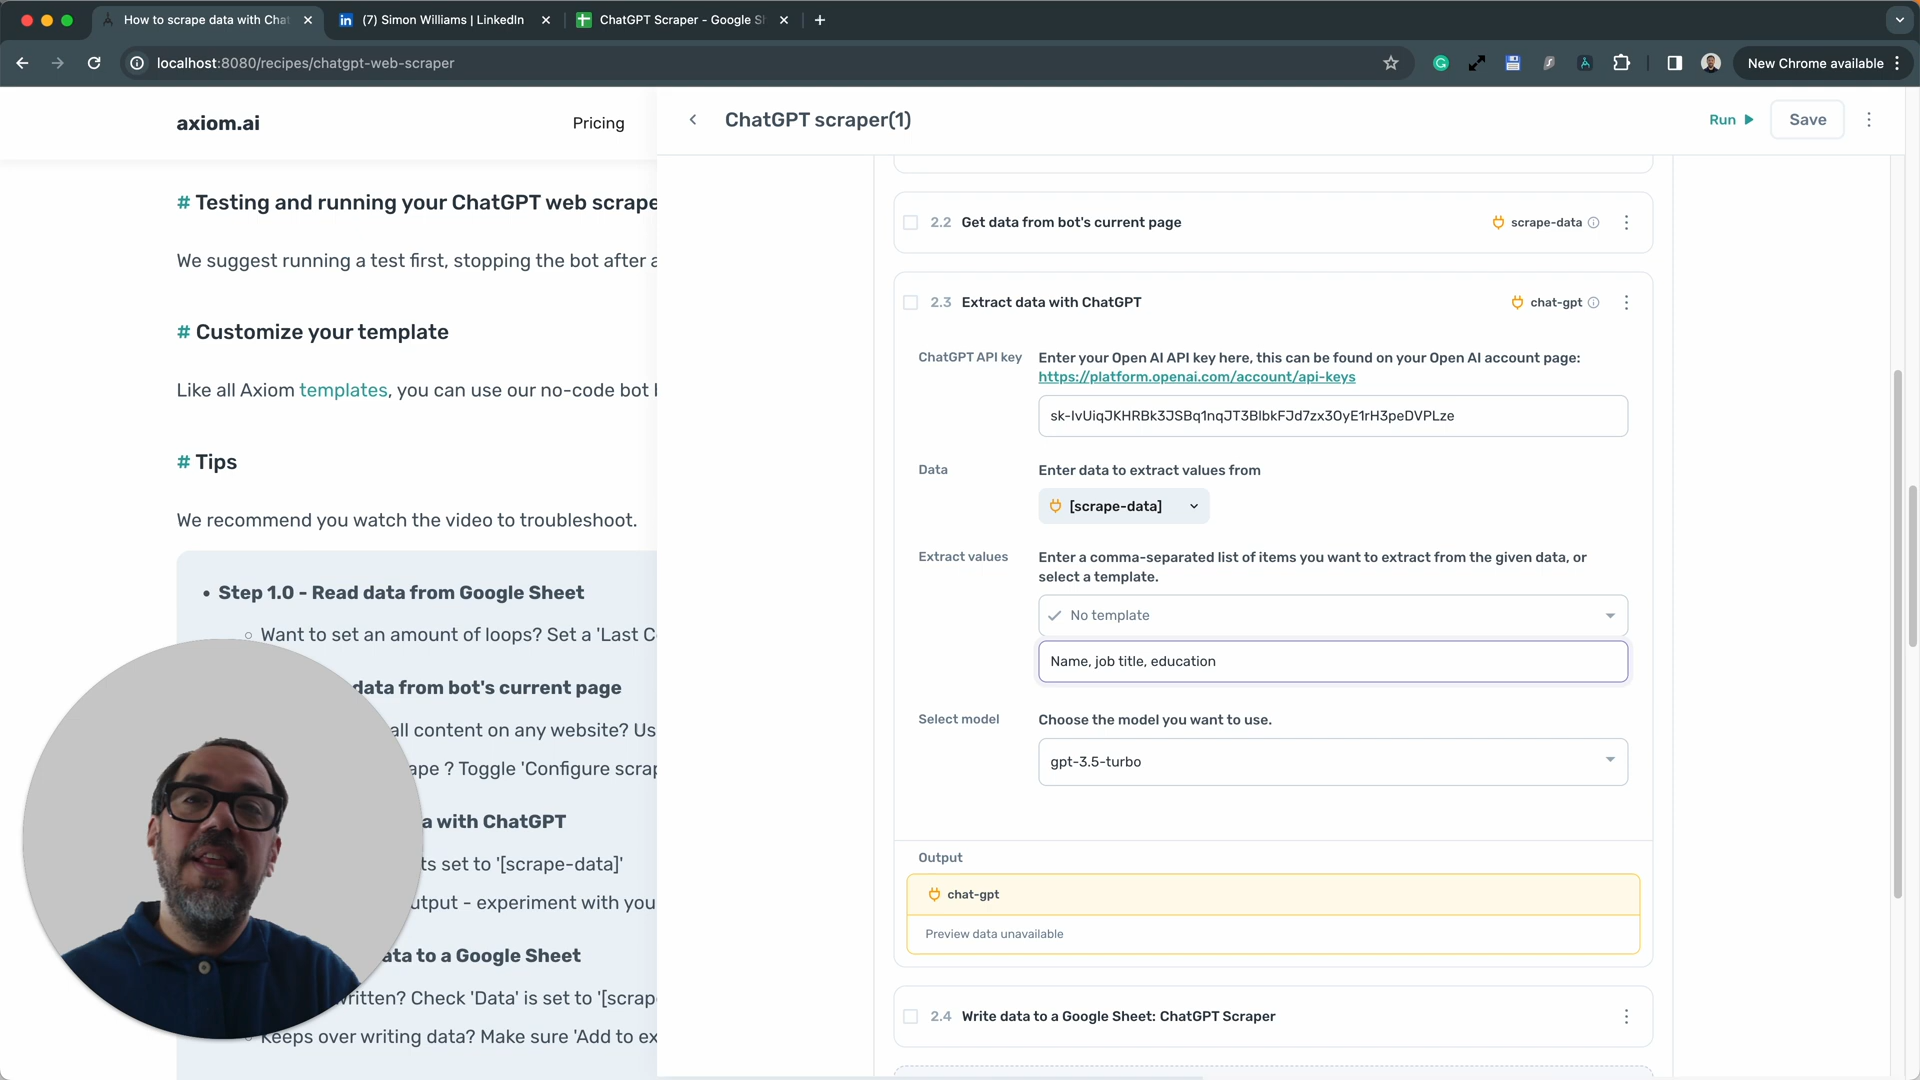 How to scrape data with Chat
(7) Simon Williams | LinkedIn
ChatGPT Scraper - Google S
localhost:8080/recipes/chatgpt-web-scraper
New Chrome available
axiom.ai
Pricing
# Testing and running your ChatGPT web scrape
We suggest running a test first, stopping the bot after a
# Customize your template
Like all Axiom templates, you can use our no-code bot
# Tips
We recommend you watch the video to troubleshoot.
Step 1.0 - Read data from Google Sheet
Want to set an amount of loops? Set a 'Last C
data from bot's current page
all content on any website? Us
ape ? Toggle 'Configure scrap
a with ChatGPT
ts set to '[scrape-data]'
utput - experiment with you
ata to a Google Sheet
written? Check 'Data' is set to '[scrap
Keeps over writing data? Make sure 'Add to ex
ChatGPT scraper(1)
Run
Save
2.2 Get data from bot's current page
scrape-data
2.3 Extract data with ChatGPT
chat-gpt
ChatGPT API key
Enter your Open AI API key here, this can be found on your Open AI account page:
https://platform.openai.com/account/api-keys
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
Data
Enter data to extract values from
[scrape-data]
Extract values
Enter a comma-separated list of items you want to extract from the given data, or
select a template.
No template
Name, job title, education
Select model
Choose the model you want to use.
gpt-3.5-turbo
Output
chat-gpt
Preview data unavailable
2.4 Write data to a Google Sheet: ChatGPT Scraper